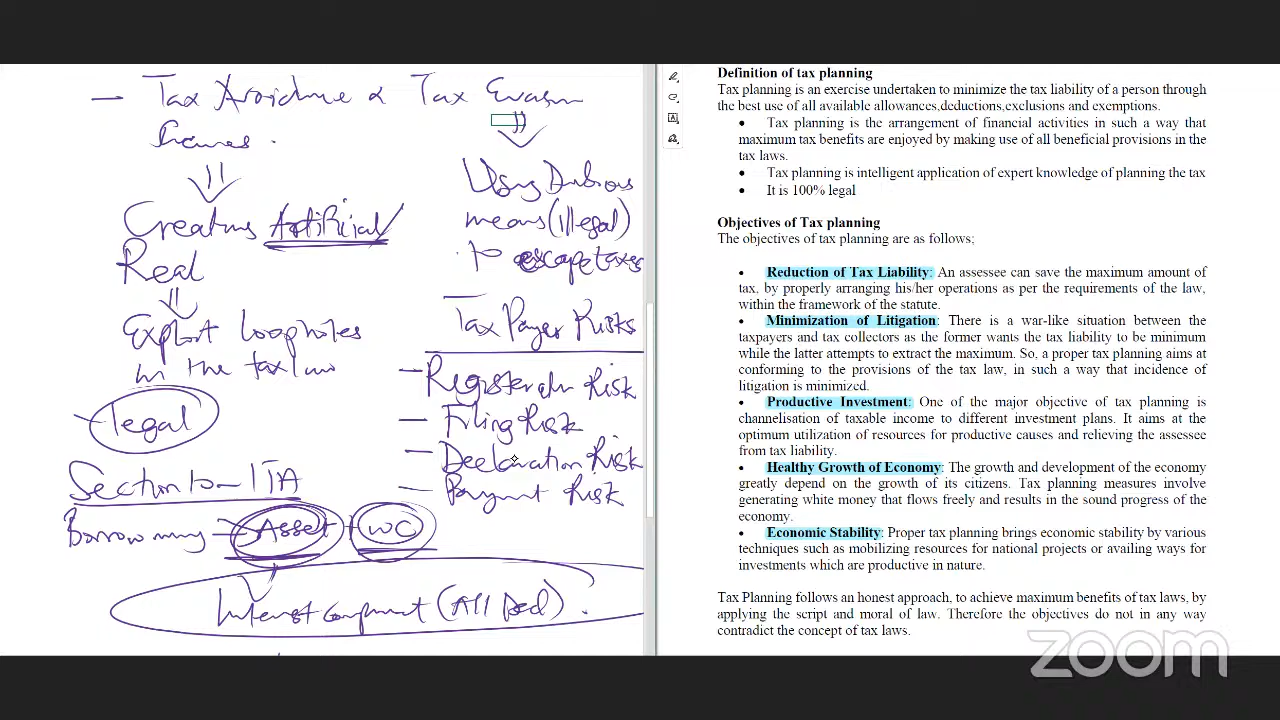 — Tax Avoidance & Tax Evasion
Schemes.
Creating Artificial
Real
Exploit loopholes
in the tax law
- legal
Section 15 - ITA
Borrow money - Asset + WC
Interest component (All Ded).
Using Dubious
means (illegal)
to escape taxes
Tax Payer Risks
— Registration Risk
— Filing Risk
— Declaration Risk
— Payment Risk
Definition of tax planning
Tax planning is an exercise undertaken to minimize the tax liability of a person through
the best use of all available allowances,deductions,exclusions and exemptions.
• Tax planning is the arrangement of financial activities in such a way that
maximum tax benefits are enjoyed by making use of all beneficial provisions in the
tax laws.
• Tax planning is intelligent application of expert knowledge of planning the tax
• It is 100% legal
Objectives of Tax planning
The objectives of tax planning are as follows;
• Reduction of Tax Liability: An assessee can save the maximum amount of
tax, by properly arranging his/her operations as per the requirements of the law,
within the framework of the statute.
• Minimization of Litigation: There is a war-like situation between the
taxpayers and tax collectors as the former wants the tax liability to be minimum
while the latter attempts to extract the maximum. So, a proper tax planning aims at
conforming to the provisions of the tax law, in such a way that incidence of
litigation is minimized.
• Productive Investment: One of the major objective of tax planning is
channelisation of taxable income to different investment plans. It aims at the
optimum utilization of resources for productive causes and relieving the assessee
from tax liability.
• Healthy Growth of Economy: The growth and development of the economy
greatly depend on the growth of its citizens. Tax planning measures involve
generating white money that flows freely and results in the sound progress of the
economy.
• Economic Stability: Proper tax planning brings economic stability by various
techniques such as mobilizing resources for national projects or availing ways for
investments which are productive in nature.
Tax Planning follows an honest approach, to achieve maximum benefits of tax laws, by
applying the script and moral of law. Therefore the objectives do not in any way
contradict the concept of tax laws.
zoom